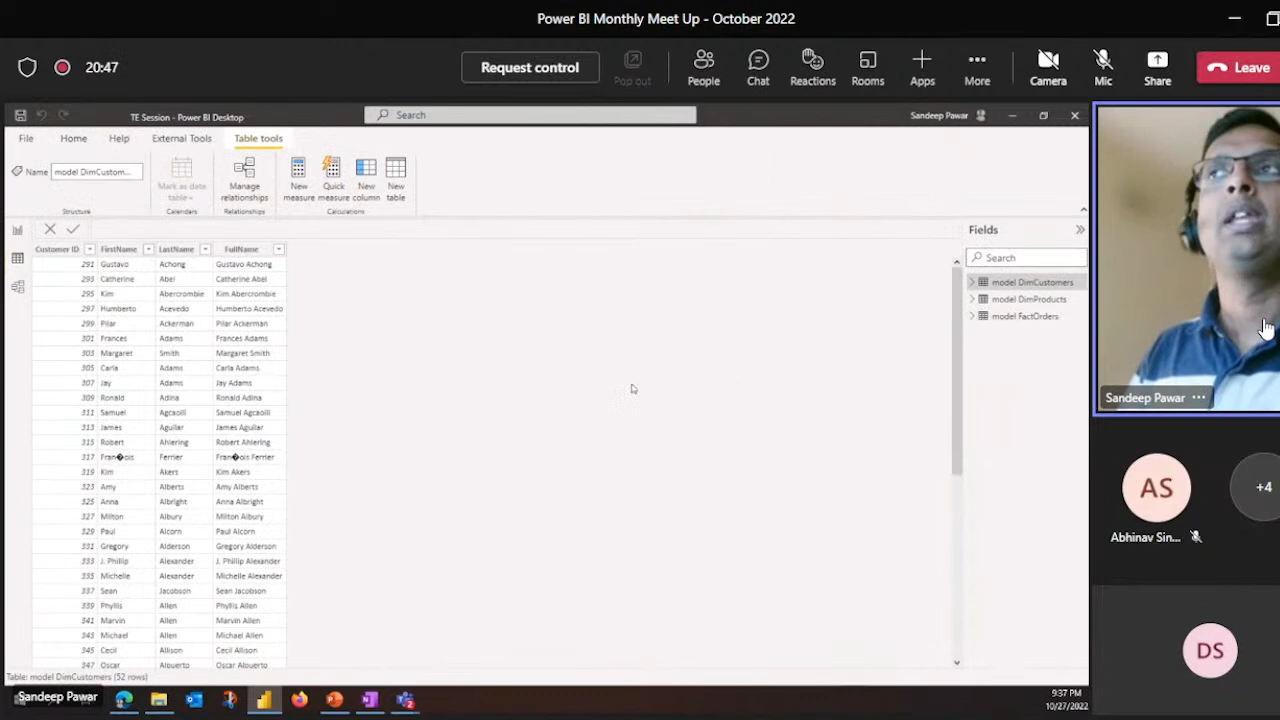 Power BI Monthly Meet Up - October 2022
20:47
Request control
Pop out
People
Chat
Reactions
Rooms
Apps
More
Camera
Mic
Share
Leave
TE Session - Power BI Desktop
Search
Sandeep Pawar
File
Home
Help
External Tools
Table tools
Name
model DimCustom...
Mark as date table
Manage relationships
New measure
Quick measure
New column
New table
Structure
Calendars
Relationships
Calculations
Customer ID FirstName LastName FullName
291 Gustavo Achong Gustavo Achong
293 Catherine Abel Catherine Abel
295 Kim Abercrombie Kim Abercrombie
297 Humberto Acevedo Humberto Acevedo
299 Pilar Ackerman Pilar Ackerman
301 Frances Adams Frances Adams
303 Margaret Smith Margaret Smith
305 Carla Adams Carla Adams
307 Jay Adams Jay Adams
309 Ronald Adina Ronald Adina
311 Samuel Agcaoili Samuel Agcaoili
313 James Aguilar James Aguilar
315 Robert Ahlering Robert Ahlering
317 Fran�ois Ferrier Fran�ois Ferrier
319 Kim Akers Kim Akers
323 Amy Alberts Amy Alberts
325 Anna Albright Anna Albright
327 Milton Albury Milton Albury
329 Paul Alcorn Paul Alcorn
331 Gregory Alderson Gregory Alderson
333 J. Phillip Alexander J. Phillip Alexander
335 Michelle Alexander Michelle Alexander
337 Sean Jacobson Sean Jacobson
339 Phyllis Allen Phyllis Allen
341 Marvin Allen Marvin Allen
343 Michael Allen Michael Allen
345 Cecil Allison Cecil Allison
347 Oscar Alpuerto Oscar Alpuerto
Table: model DimCustomers (52 rows)
Fields
Search
model DimCustomers
model DimProducts
model FactOrders
Sandeep Pawar
AS
+4
Abhinav Sin...
DS
Sandeep Pawar
9:37 PM
10/27/2022